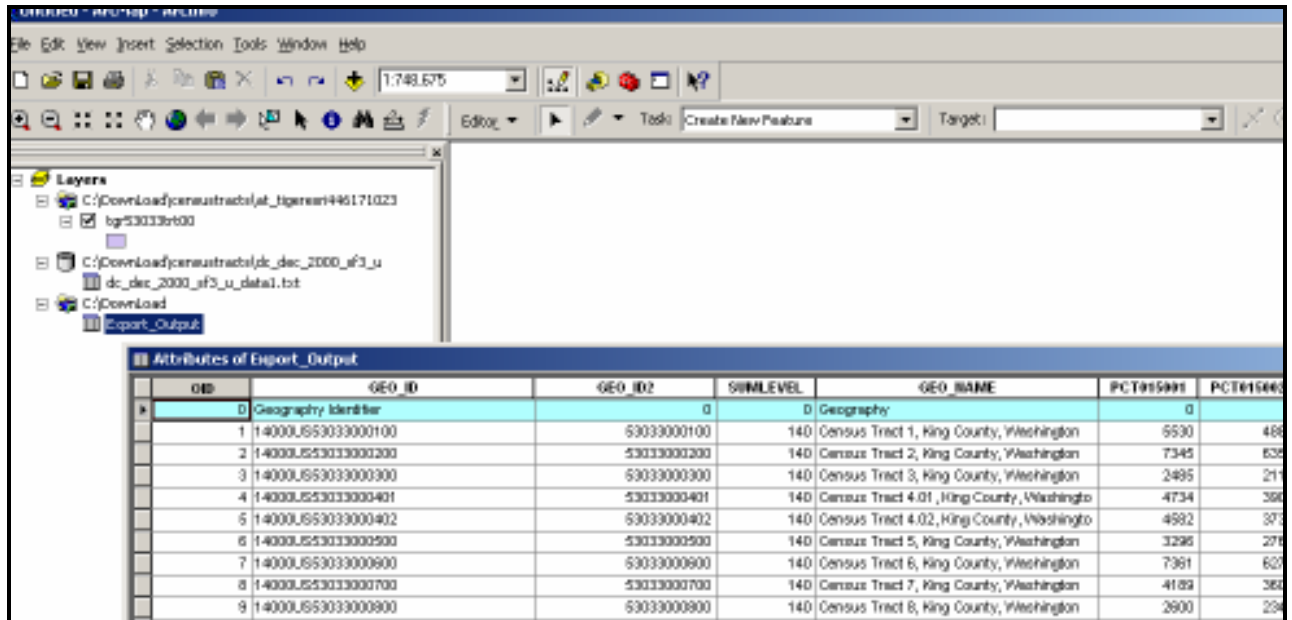 Untitled - ArcMap - ArcInfo
File Edit View Insert Selection Tools Window Help
1:748,675
Editor Task: Create New Feature Target:
Layers
C:\DownLoad\censustracts\at_tigeresri446171023
tgr53033trt00
C:\DownLoad\censustracts\dc_dec_2000_sf3_u
dc_dec_2000_sf3_u_data1.txt
C:\DownLoad
Export_Output
Attributes of Export_Output
OID GEO_ID GEO_ID2 SUMLEVEL GEO_NAME PCT015001
0 Geography Identifier 0 0 Geography 0
1 14000US53033000100 53033000100 140 Census Tract 1, King County, Washington
2 14000US53033000200 53033000200 140 Census Tract 2, King County, Washington 7345
3 14000US53033000300 53033000300 140 Census Tract 3, King County, Washington 2485 211
4 14000US53033000401 53033000401 140 Census Tract 4.01, King County, Washingto 4734
5 14000US53033000402 53033000402 140 Census Tract 4.02, King County, Washingto 4582
6 14000US53033000500 53033000500 140 Census Tract 5, King County, Washington 3296
7 14000US53033000600 53033000600 140 Census Tract 6, King County, Washington 7361
8 14000US53033000700 53033000700 140 Census Tract 7, King County, Washington 4189
9 14000US53033000800 53033000800 140 Census Tract 8, King County, Washington 2600